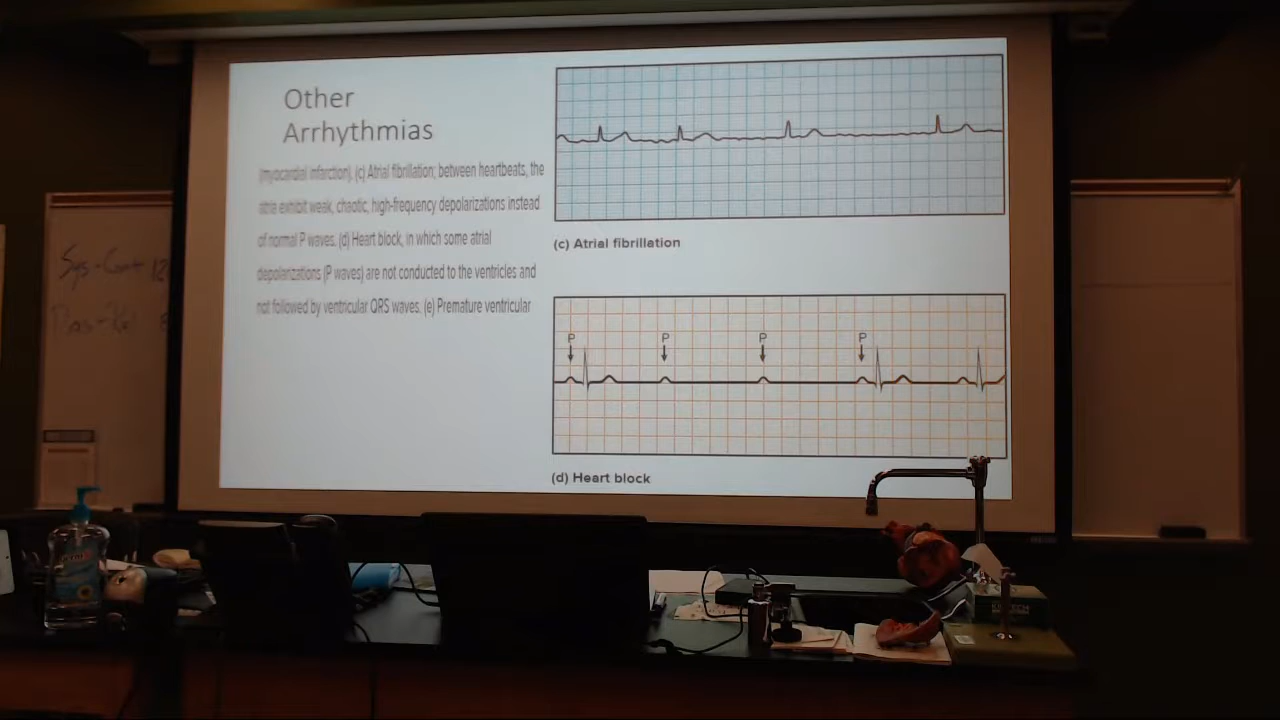 Other
Arrhythmias
(myocardial infarction). (c) Atrial fibrillation; between heartbeats, the
atria exhibit weak, chaotic, high-frequency depolarizations instead
of normal P waves. (d) Heart block, in which some atrial
depolarizations (P waves) are not conducted to the ventricles and
not followed by ventricular QRS waves. (e) Premature ventricular
(c) Atrial fibrillation
P P P P
(d) Heart block